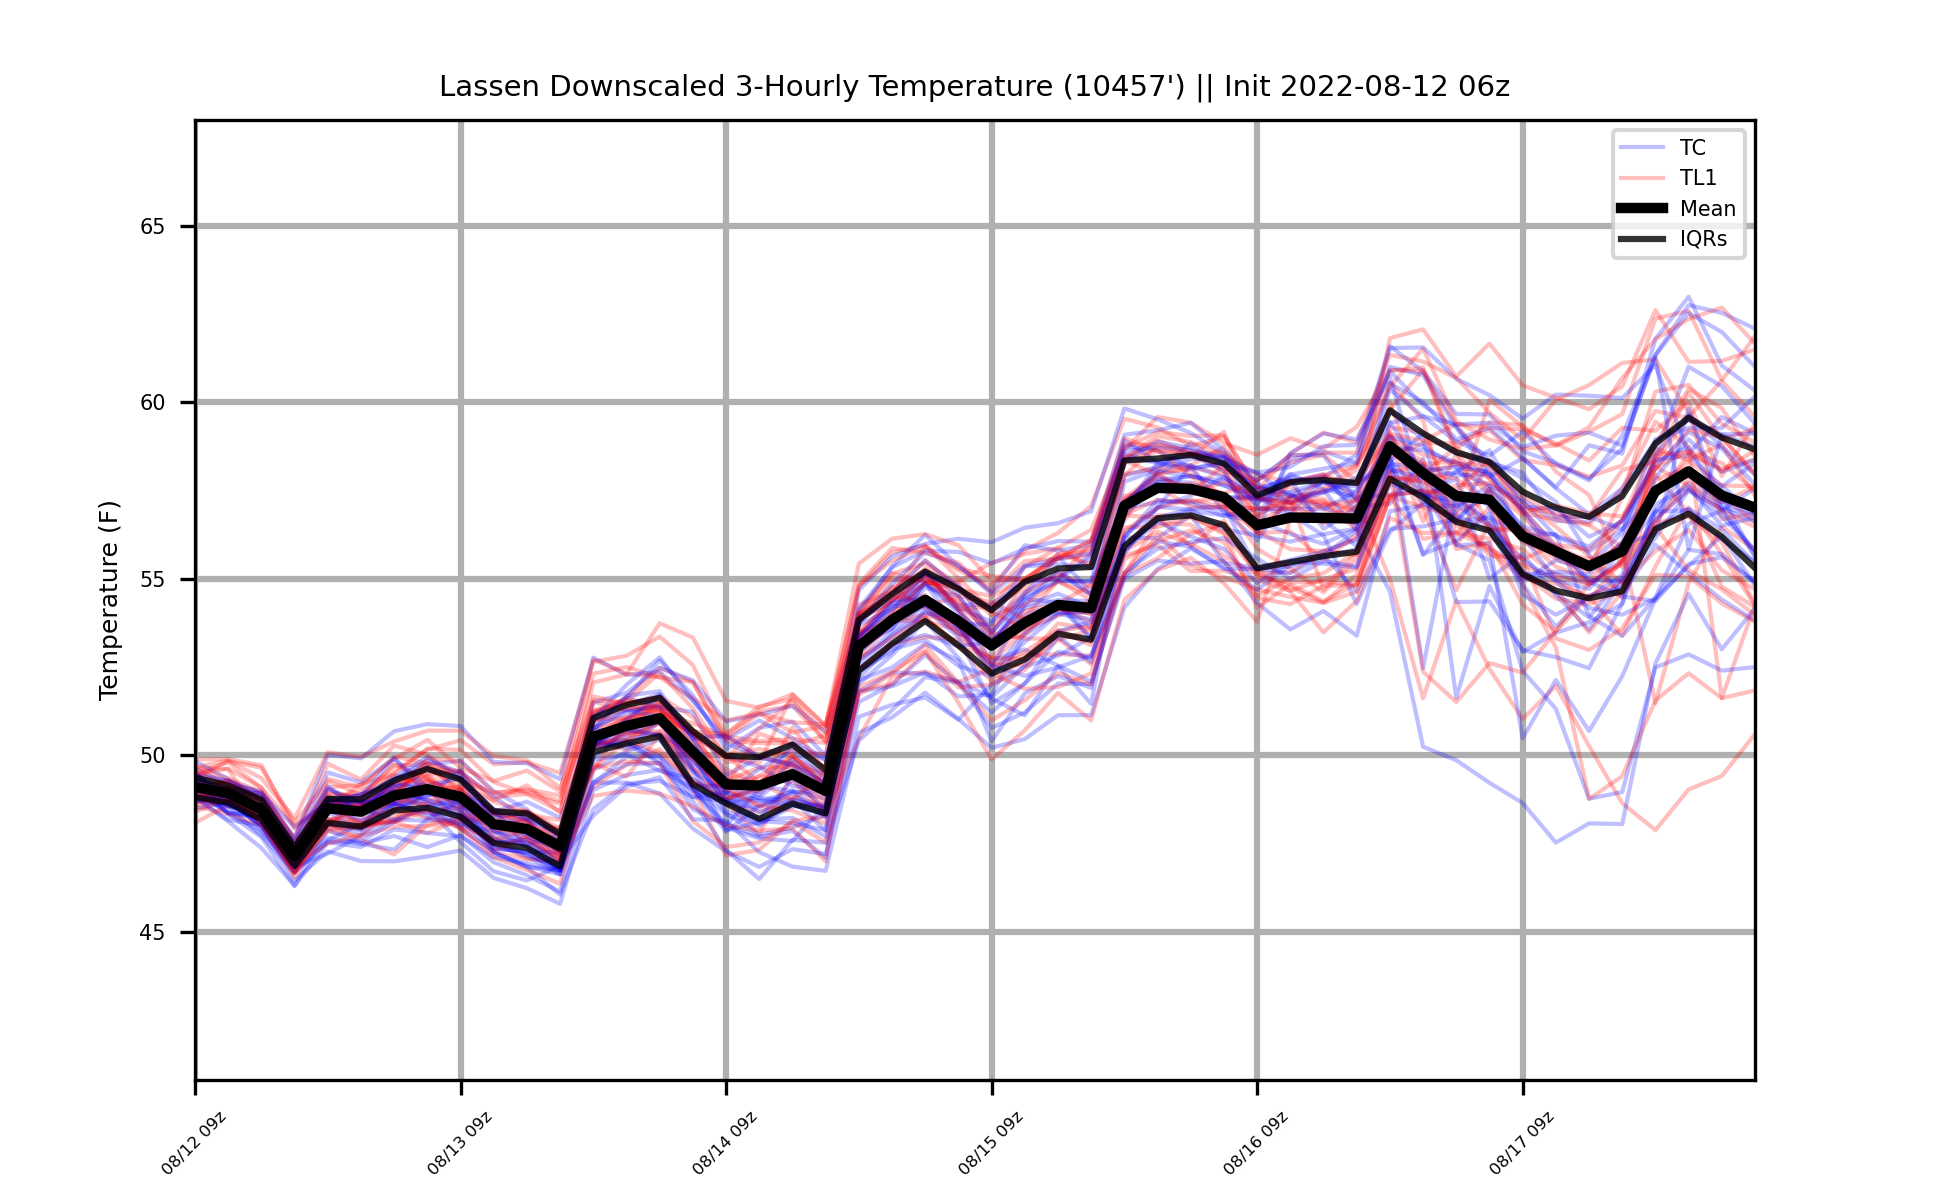 Lassen Downscaled 3-Hourly Temperature (10457') || Init 2022-08-12 06z
TC
TL1
Mean
IQRs
Temperature (F)
65
60
55
50
45
08/12 09z
08/13 09z
08/14 09z
08/15 09z
08/16 09z
08/17 09z